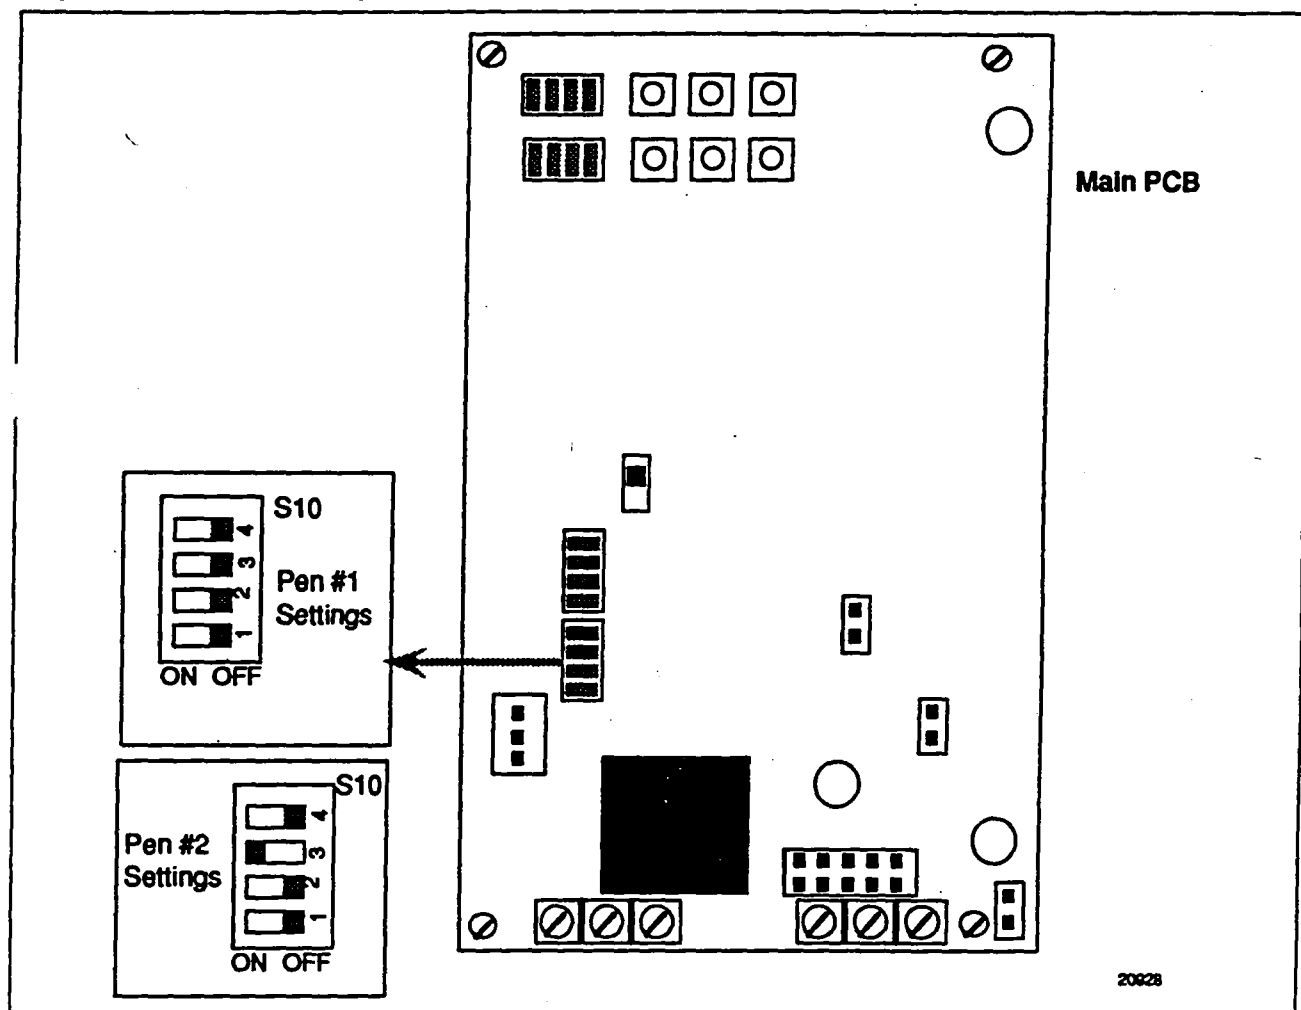 Main PCB
S10
4
3
2
1
Pen #1
Settings
ON OFF
S10
4
3
2
1
Pen #2
Settings
ON OFF
20928